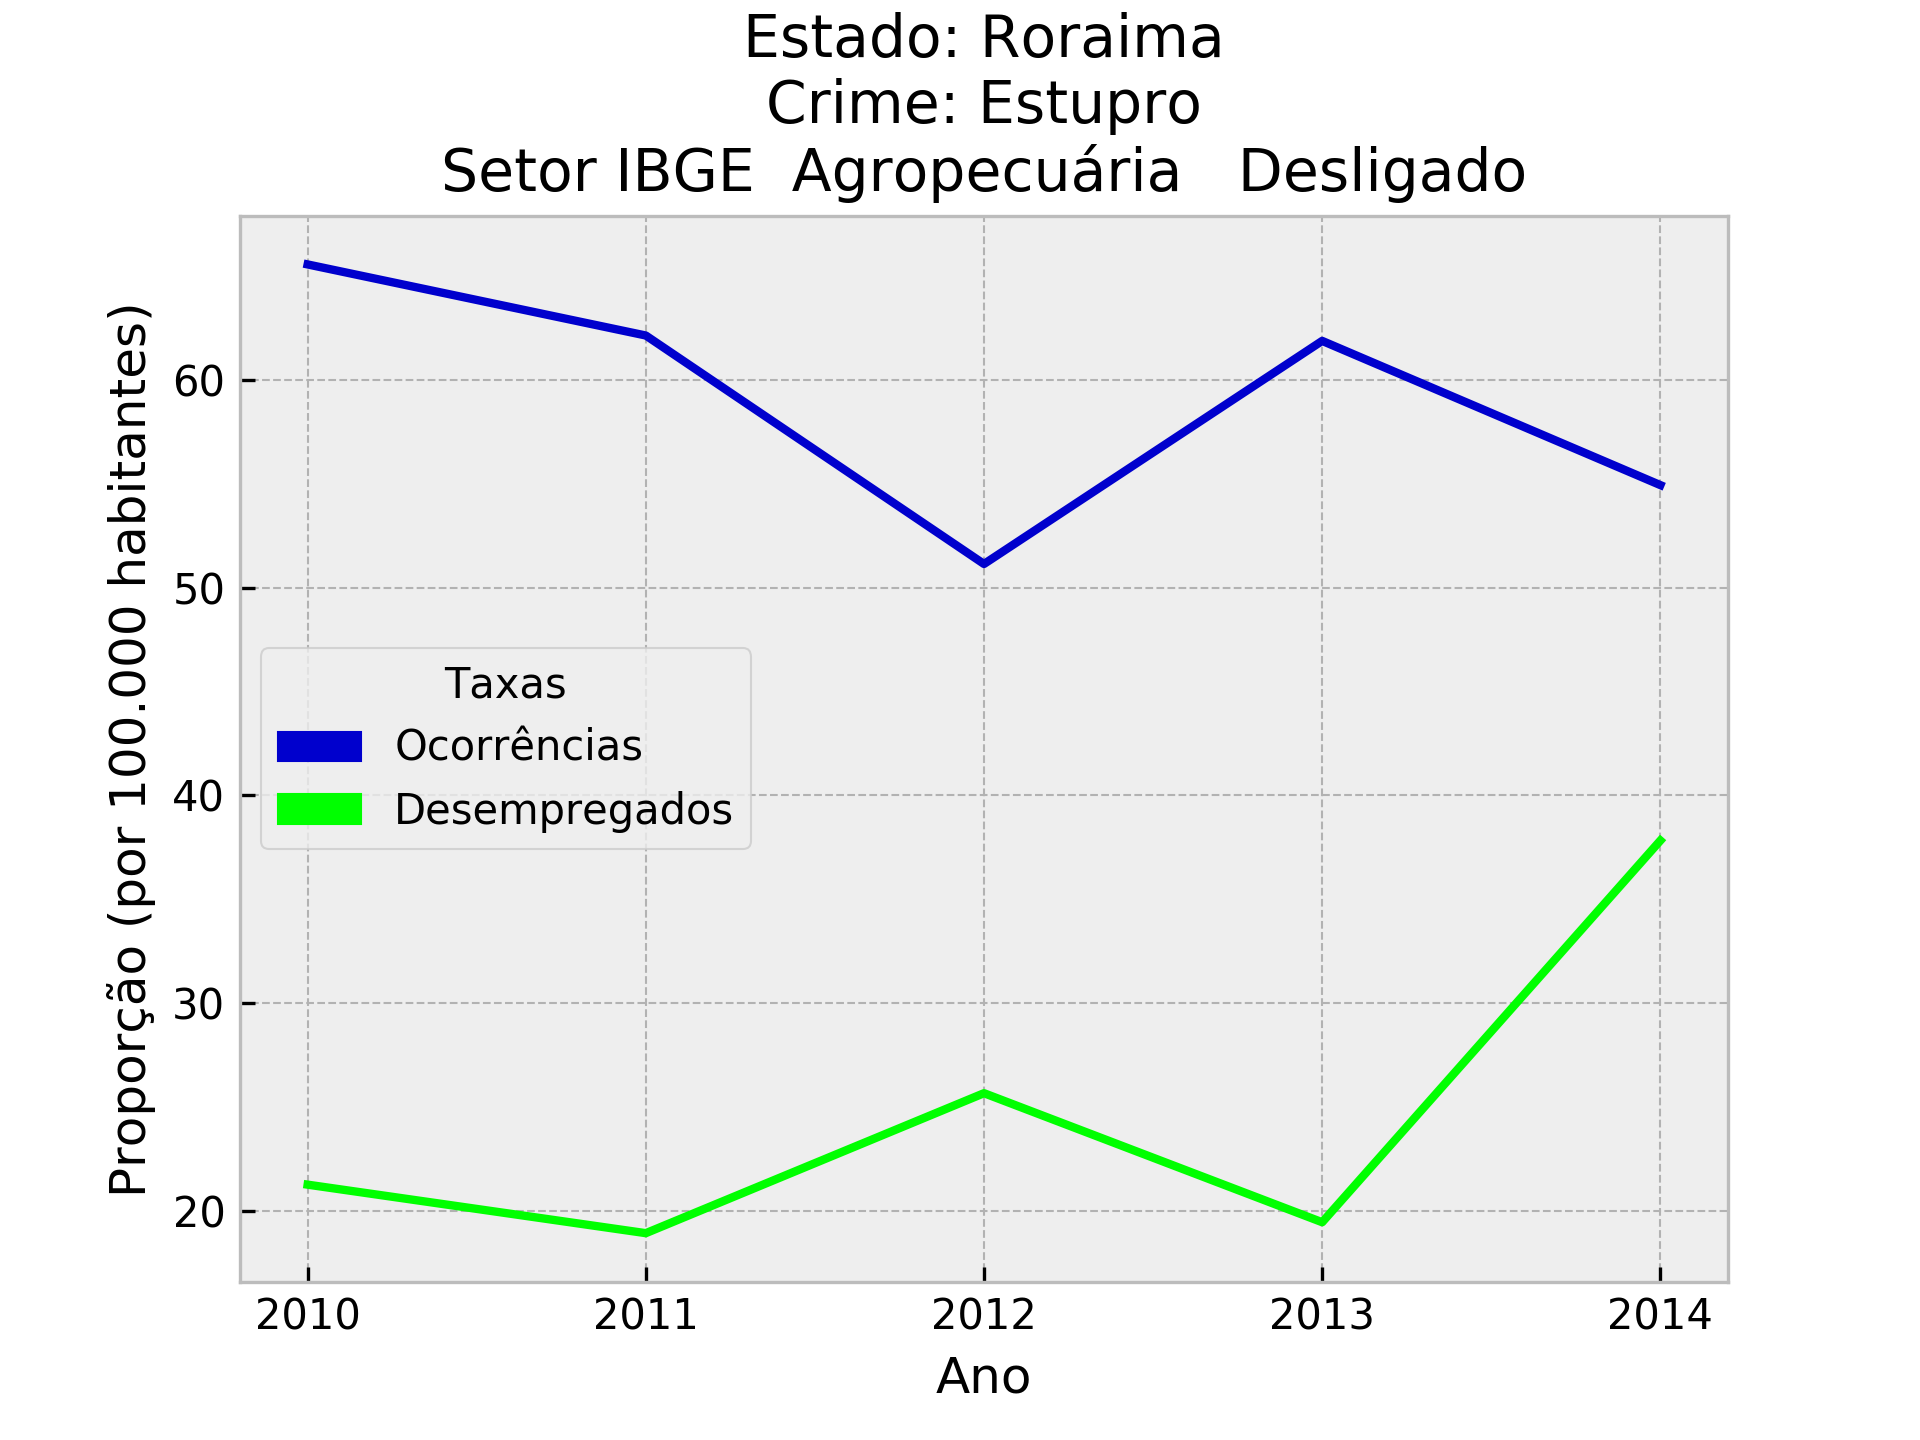 Estado: Roraima
Crime: Estupro
Setor IBGE  Agropecuária   Desligado
Proporção (por 100.000 habitantes)
60
50
40
30
20
Taxas
Ocorrências
Desempregados
2010 2011 2012 2013 2014
Ano